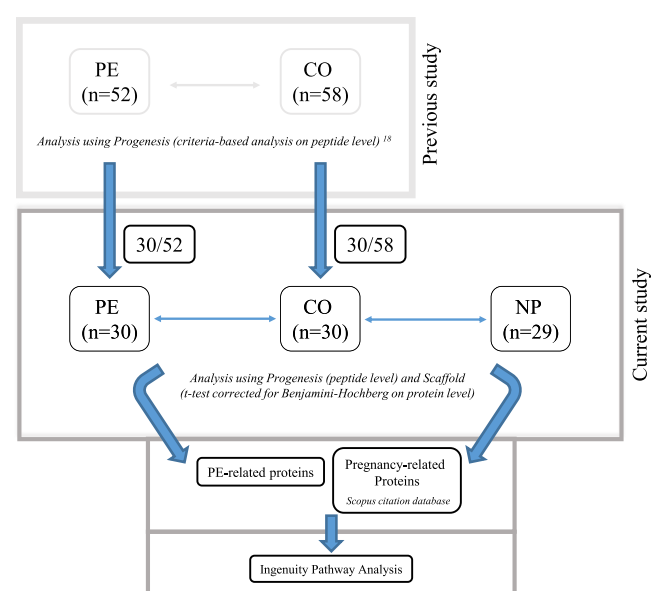 PE
(n=52)
CO
(n=58)
Analysis using Progenesis (criteria-based analysis on peptide level) 18
Previous study
30/52
30/58
PE
(n=30)
CO
(n=30)
NP
(n=29)
Analysis using Progenesis (peptide level) and Scaffold
(t-test corrected for Benjamini-Hochberg on protein level)
Current study
PE-related proteins
Pregnancy-related
Proteins
Scopus citation database
Ingenuity Pathway Analysis